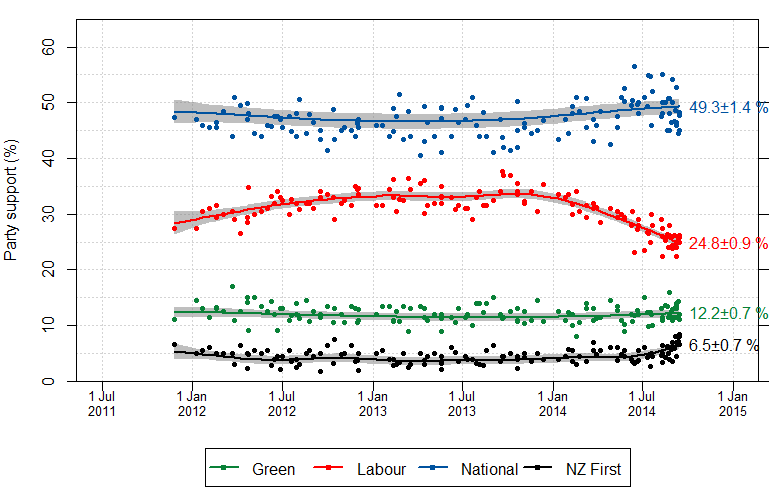 Party support (%)
60
50
40
30
20
10
0
49.3±1.4 %
24.8±0.9 %
12.2±0.7 %
6.5±0.7 %
1 Jul 1 Jan 1 Jul 1 Jan 1 Jul 1 Jan 1 Jul 1 Jan
2011 2012 2012 2013 2013 2014 2014 2015
Green Labour National NZ First